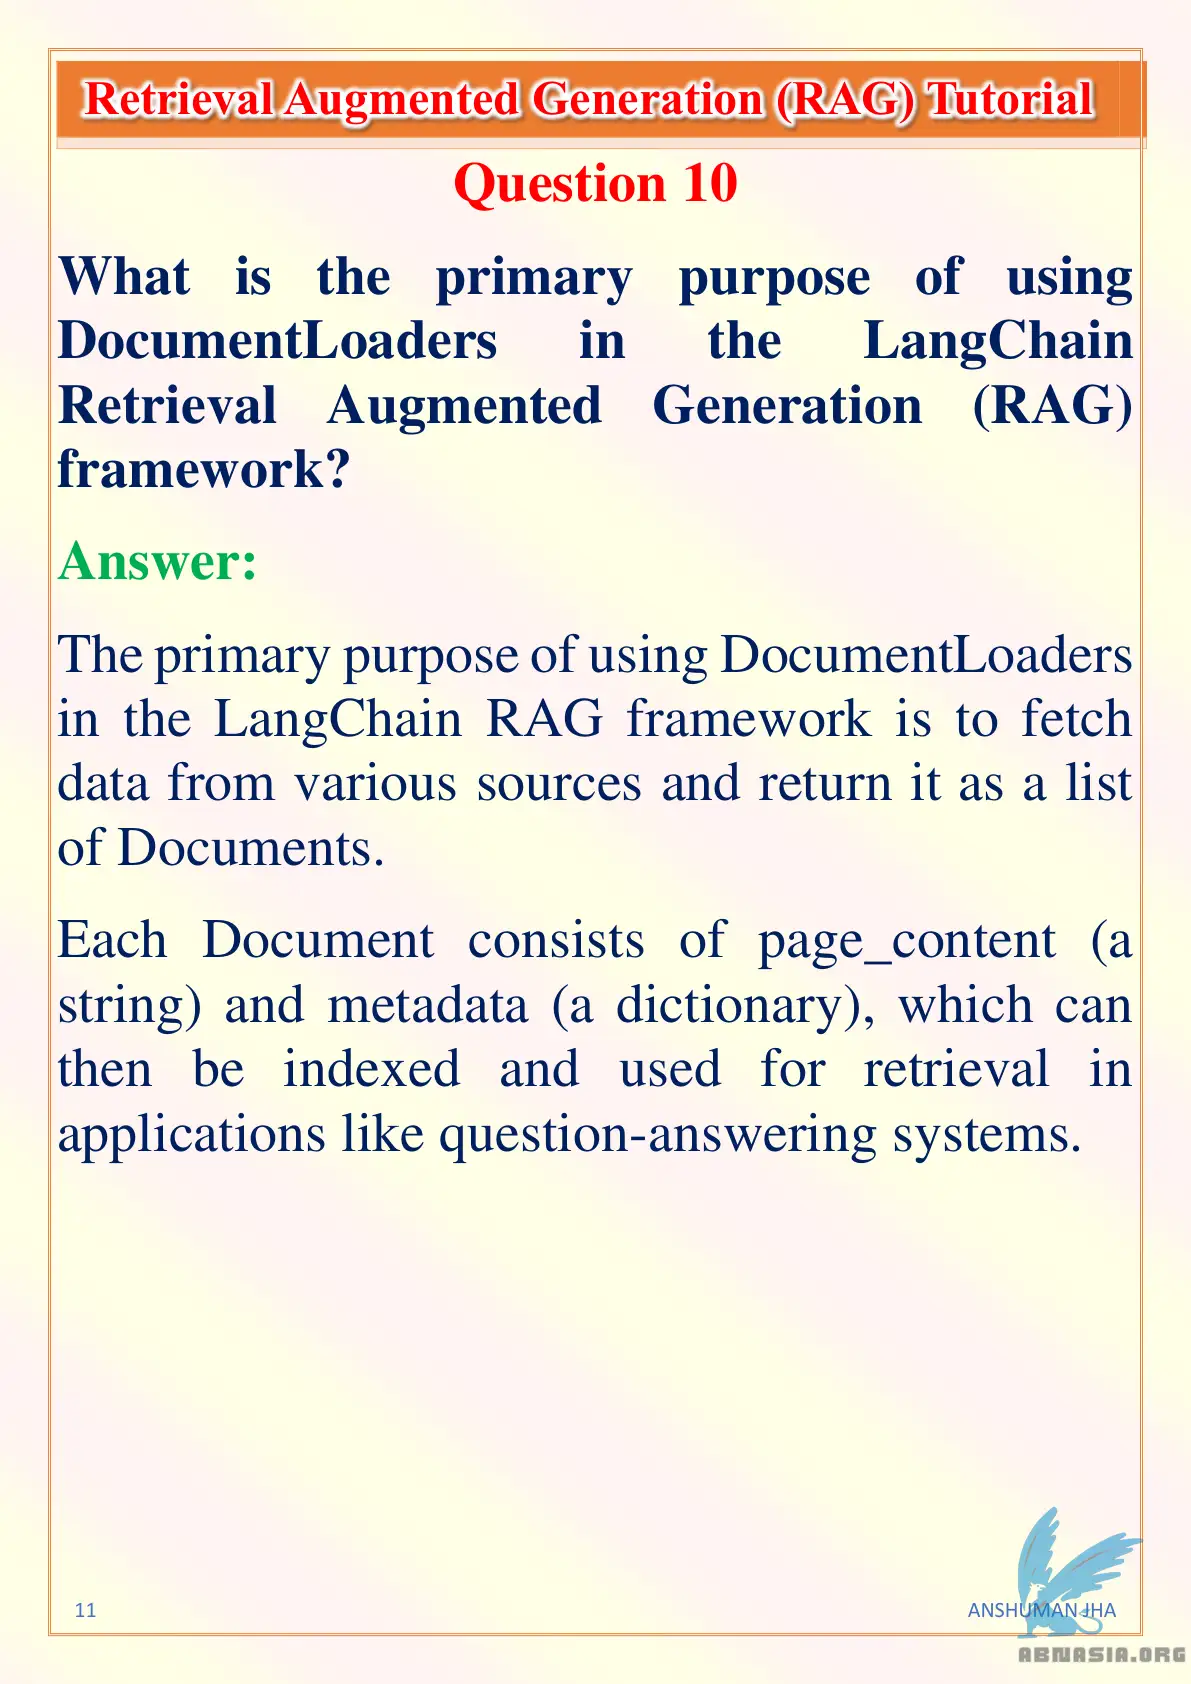 Retrieval Augmented Generation (RAG) Tutorial
Question 10
What is the primary purpose of using
DocumentLoaders in the LangChain
Retrieval Augmented Generation (RAG)
framework?
Answer:
The primary purpose of using DocumentLoaders
in the LangChain RAG framework is to fetch
data from various sources and return it as a list
of Documents.
Each Document consists of page_content (a
string) and metadata (a dictionary), which can
then be indexed and used for retrieval in
applications like question-answering systems.
11
ANSHUMAN JHA
ABNASIA.ORG